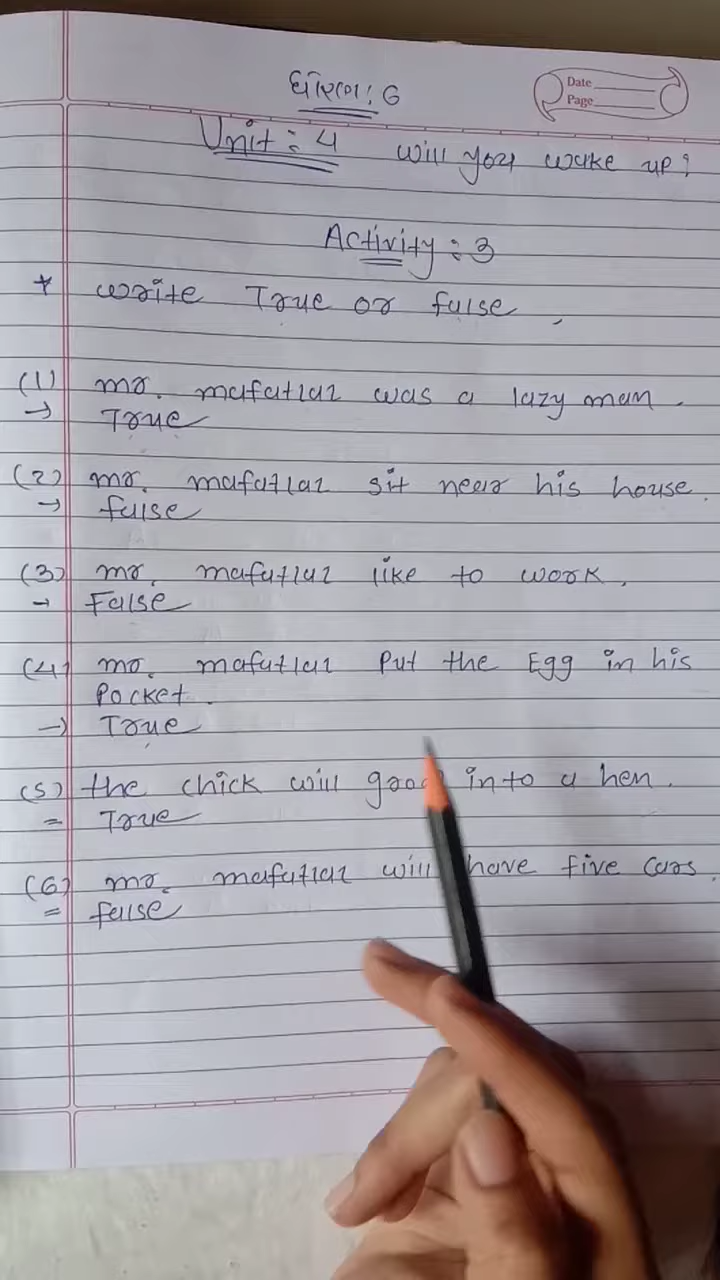 ધોરણ: 6
Date
Page
Unit: 4 will you wake up?
Activity: 3
* write True or false,
(1) mr. mafatlal was a lazy man.
→ True
(2) mr. mafatlal sit near his house.
→ false
(3) mr. mafatlal like to work.
→ False
(4) mr. mafatlal Put the Egg in his
Pocket.
→ True
(5) the chick will grow into a hen.
= True
(6) mr. mafatlal will have five cars.
= false